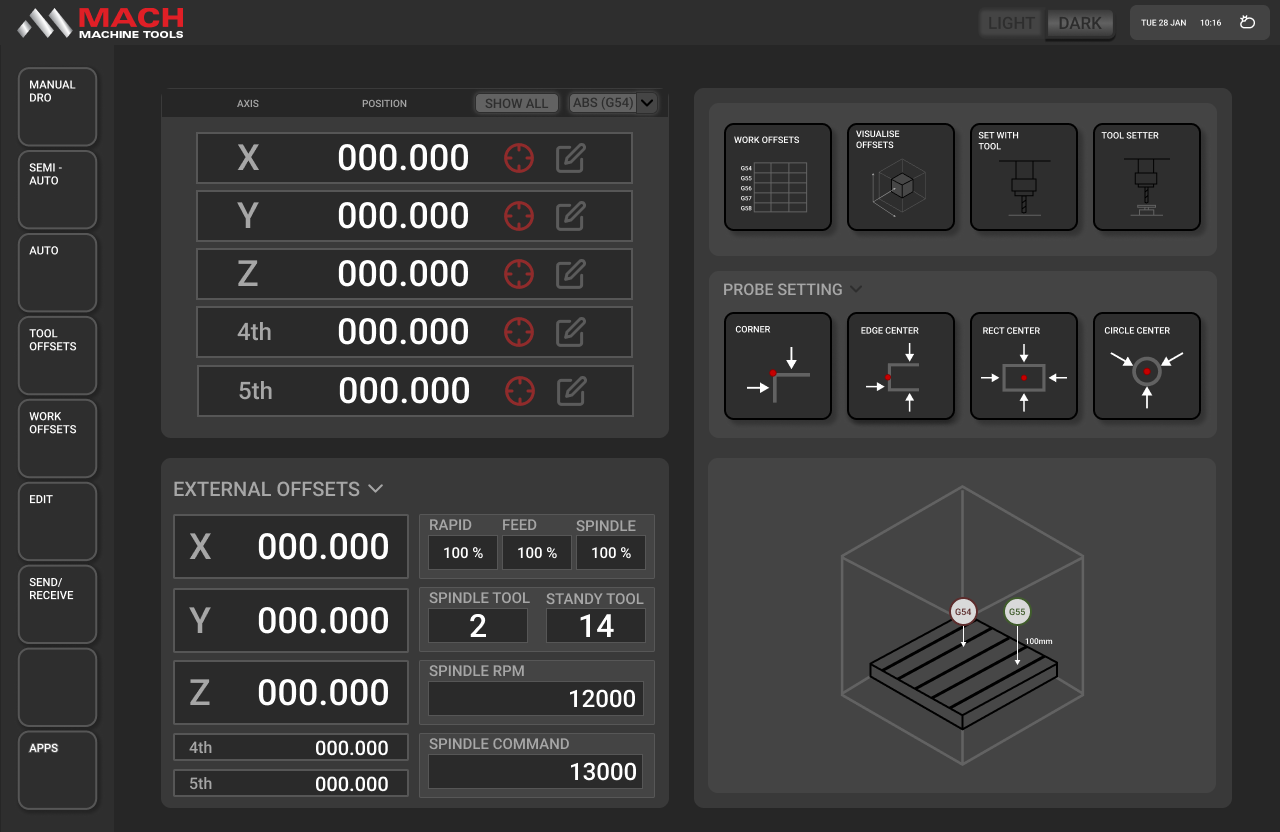 MACH
MACHINE TOOLS
LIGHT
DARK
TUE 28 JAN 10:16
MANUAL
DRO
SEMI -
AUTO
AUTO
TOOL
OFFSETS
WORK
OFFSETS
EDIT
SEND/
RECEIVE
APPS
AXIS POSITION SHOW ALL ABS (G54)
X 000.000
Y 000.000
Z 000.000
4th 000.000
5th 000.000
EXTERNAL OFFSETS
X 000.000
Y 000.000
Z 000.000
4th 000.000
5th 000.000
RAPID FEED SPINDLE
100 % 100 % 100 %
SPINDLE TOOL STANDY TOOL
2 14
SPINDLE RPM
12000
SPINDLE COMMAND
13000
WORK OFFSETS
G54
G55
G56
G57
G58
VISUALISE
OFFSETS
SET WITH
TOOL
TOOL SETTER
PROBE SETTING
CORNER
EDGE CENTER
RECT CENTER
CIRCLE CENTER
G54 G55
100mm